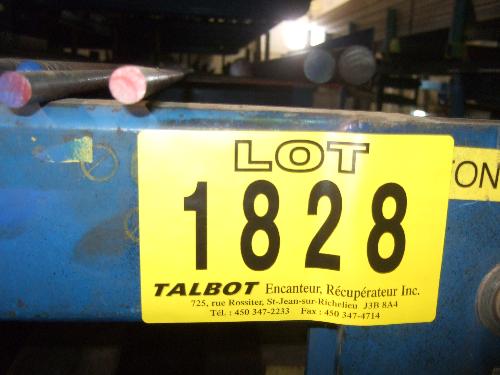 LOT
1828
TALBOT Encanteur, Récupérateur Inc.
725, rue Rossiter, St-Jean-sur-Richelieu J3B 8A4
Tél : 450 347-2233 Fax : 450 347-4714
ON